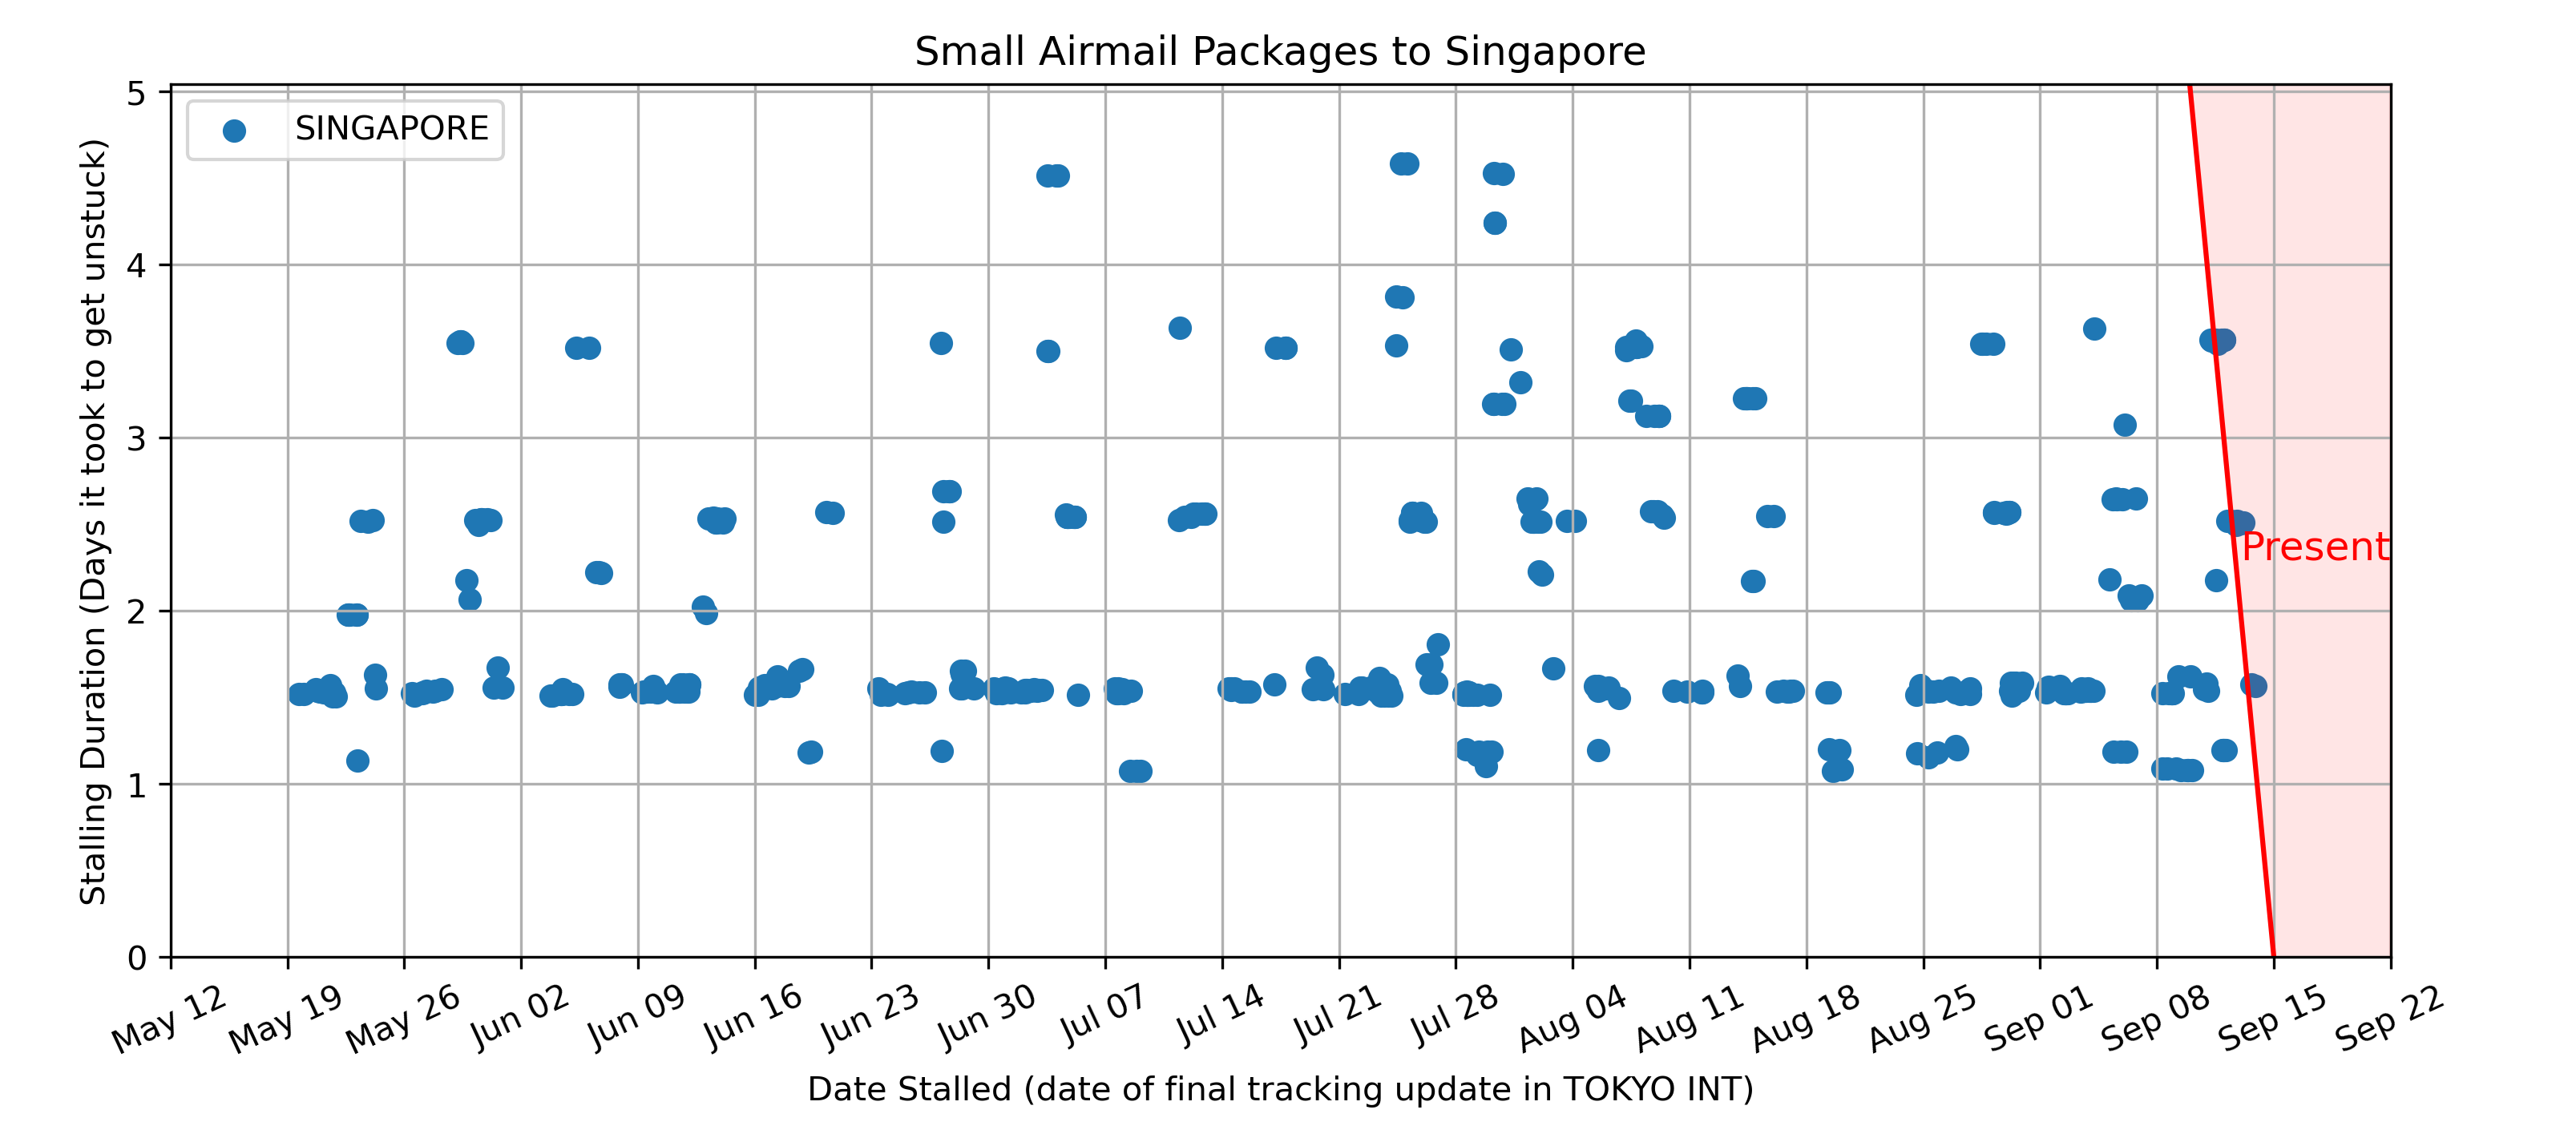 Small Airmail Packages to Singapore
SINGAPORE
Stalling Duration (Days it took to get unstuck)
5
4
3
2
1
0
Present
May 12
May 19
May 26
Jun 02
Jun 09
Jun 16
Jun 23
Jun 30
Jul 07
Jul 14
Jul 21
Jul 28
Aug 04
Aug 11
Aug 18
Aug 25
Sep 01
Sep 08
Sep 15
Sep 22
Date Stalled (date of final tracking update in TOKYO INT)